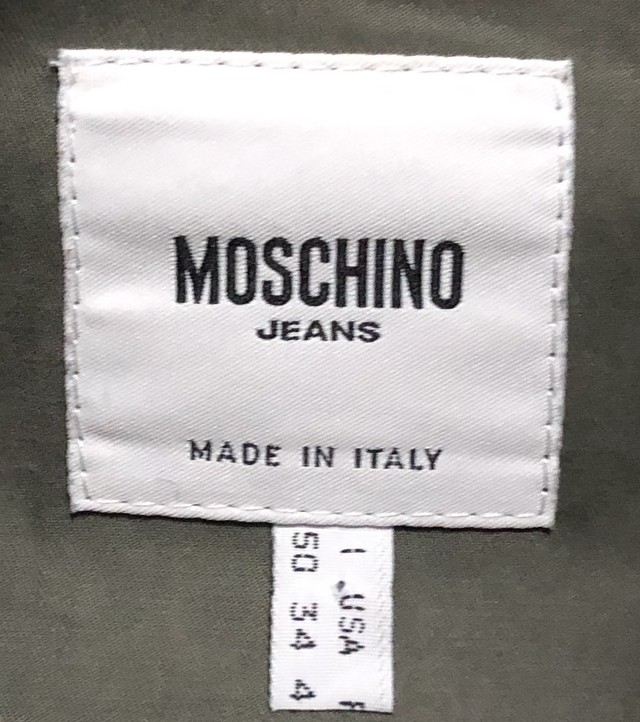 MOSCHINO
JEANS
MADE IN ITALY
I USA F
50 34 4